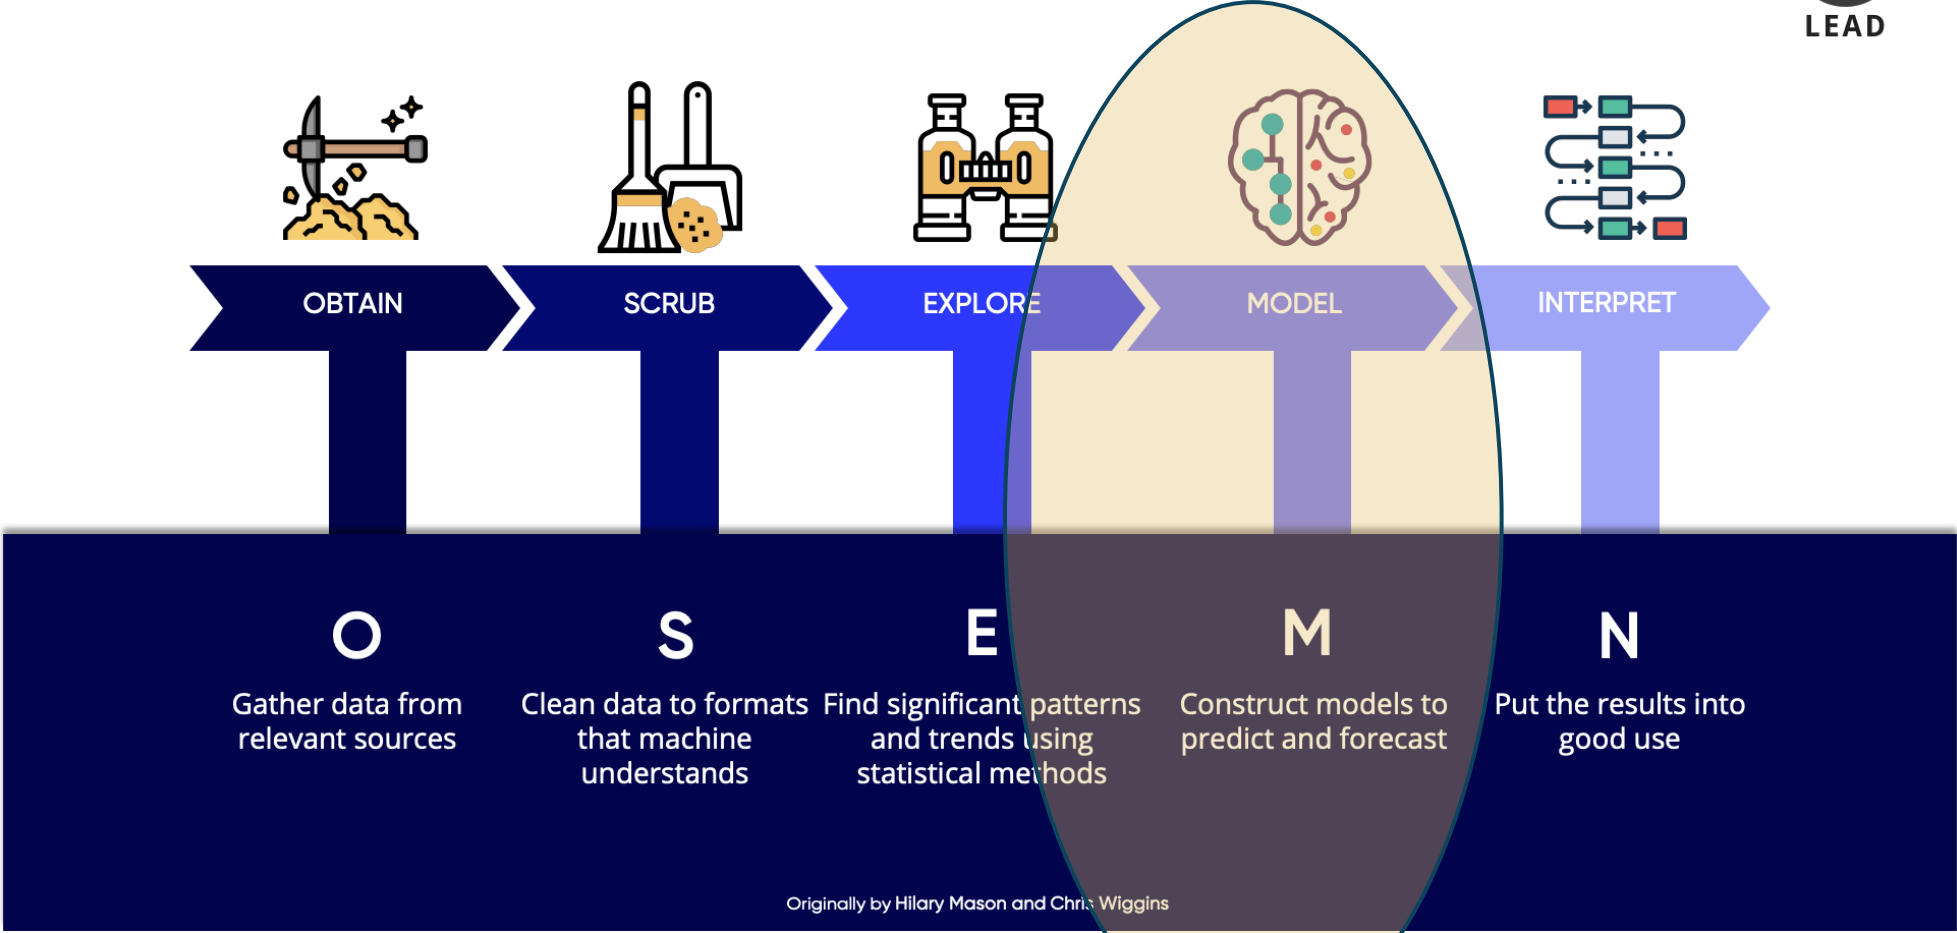 LEAD
OBTAIN
SCRUB
EXPLORE
MODEL
INTERPRET
O
S
E
M
N
Gather data from
relevant sources
Clean data to formats
that machine
understands
Find significant patterns
and trends using
statistical methods
Construct models to
predict and forecast
Put the results into
good use
Originally by Hilary Mason and Chris Wiggins